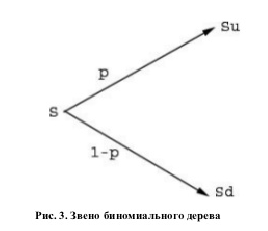 Su
p
S
1-p
Sd
Рис. 3. Звено биномиального дерева